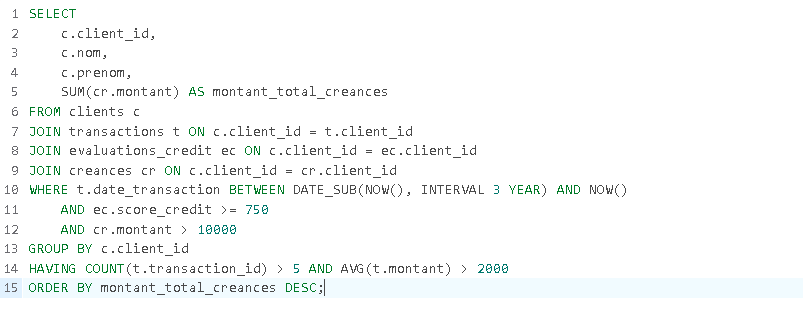 1 SELECT
2 c.client_id,
3 c.nom,
4 c.prenom,
5 SUM(cr.montant) AS montant_total_creances
6 FROM clients c
7 JOIN transactions t ON c.client_id = t.client_id
8 JOIN evaluations_credit ec ON c.client_id = ec.client_id
9 JOIN creances cr ON c.client_id = cr.client_id
10 WHERE t.date_transaction BETWEEN DATE_SUB(NOW(), INTERVAL 3 YEAR) AND NOW()
11 AND ec.score_credit >= 750
12 AND cr.montant > 10000
13 GROUP BY c.client_id
14 HAVING COUNT(t.transaction_id) > 5 AND AVG(t.montant) > 2000
15 ORDER BY montant_total_creances DESC;